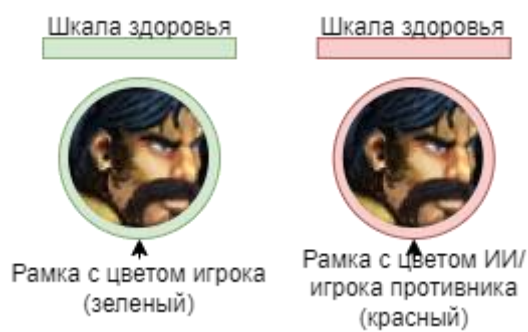 Шкала здоровья
Шкала здоровья
Рамка с цветом игрока
(зеленый)
Рамка с цветом ИИ/
игрока противника
(красный)